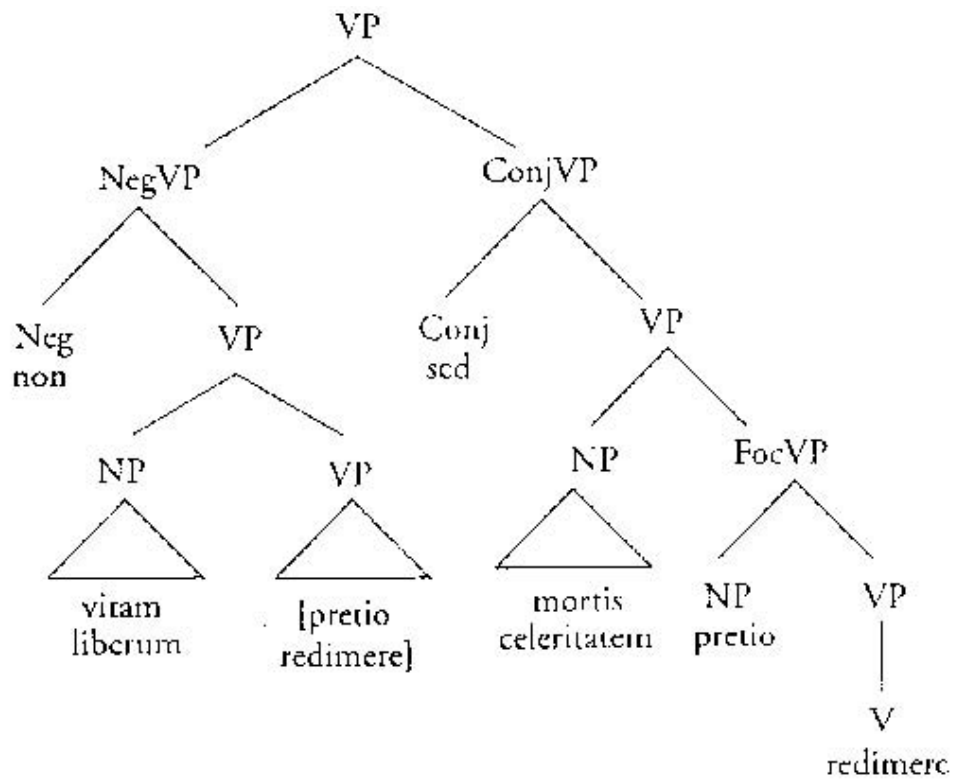 VP
NegVP ConjVP
Neg VP Conj VP
non sed
NP VP NP FocVP
vitam [pretio mortis NP VP
liberum redimere] celeritatem pretio
V
redimere